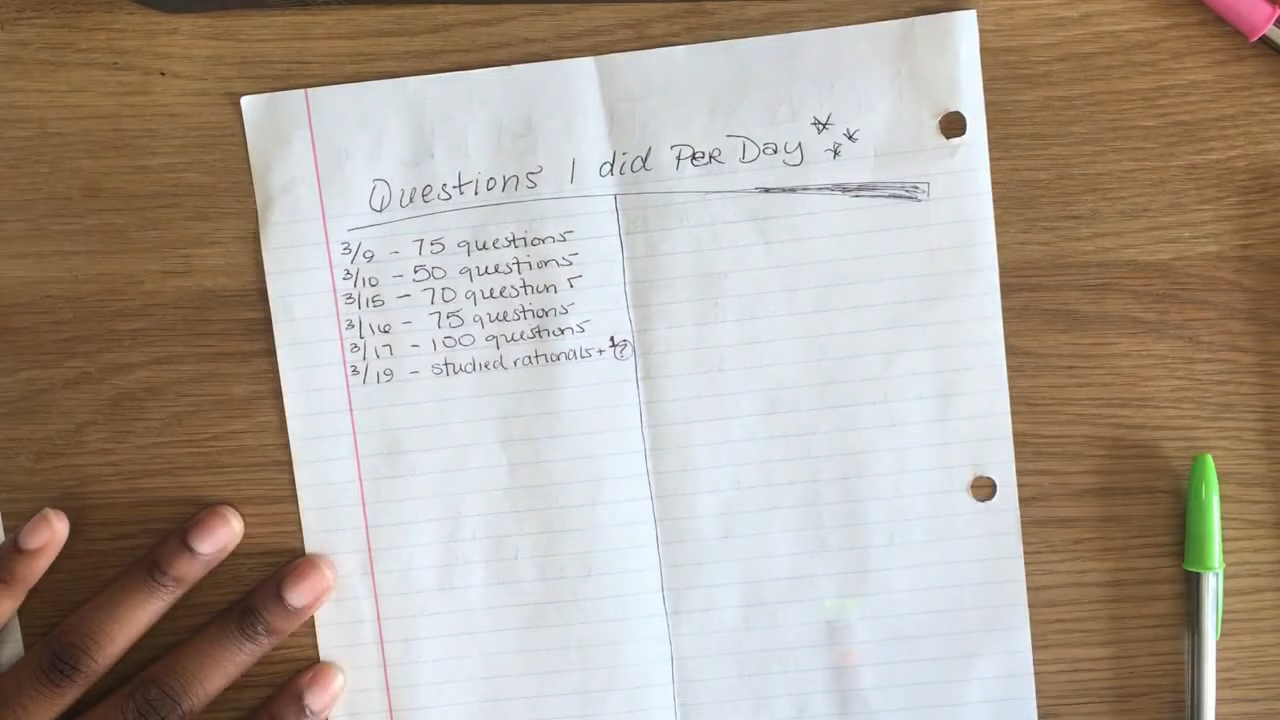 Questions I did PER Day ***
3/9 - 75 questions
3/10 - 50 questions
3/15 - 70 questions
3/16 - 75 questions
3/17 - 100 questions
3/19 - studied rationals +